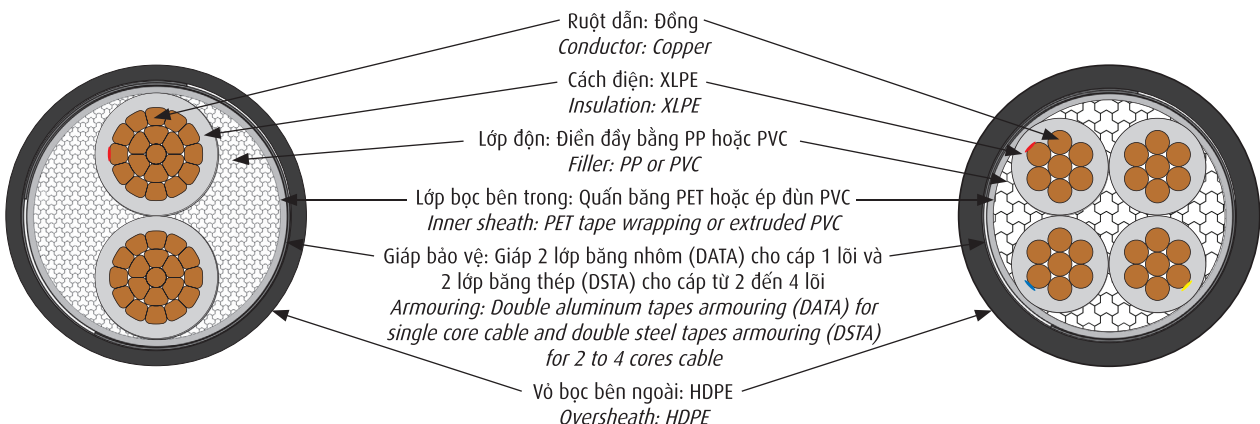 Ruột dẫn: Đồng
Conductor: Copper
Cách điện: XLPE
Insulation: XLPE
Lớp độn: Điền đầy bằng PP hoặc PVC
Filler: PP or PVC
Lớp bọc bên trong: Quấn băng PET hoặc ép đùn PVC
Inner sheath: PET tape wrapping or extruded PVC
Giáp bảo vệ: Giáp 2 lớp băng nhôm (DATA) cho cáp 1 lõi và
2 lớp băng thép (DSTA) cho cáp từ 2 đến 4 lõi
Armouring: Double aluminum tapes armouring (DATA) for
single core cable and double steel tapes armouring (DSTA)
for 2 to 4 cores cable
Vỏ bọc bên ngoài: HDPE
Oversheath: HDPE